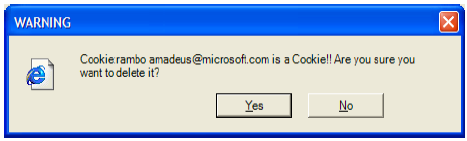 WARNING
Cookie:rambo amadeus@microsoft.com is a Cookie!! Are you sure you
want to delete it?
Yes
No